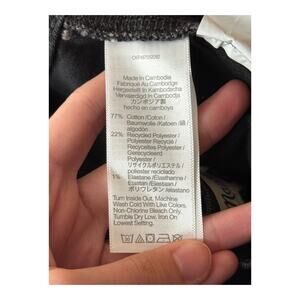 Made in Cambodia
Fabriqué Au Cambodge
Hergestellt In Kambodscha
Vervaardigd In Cambodja
カンボジア製
hecho en camboya
77% Cotton / Coton /
Baumwolle / Katoen / 綿 /
algodón
22% Recycled Polyester /
Polyester Recyclé /
Recyceltes Polyester /
Gerecycleerd
Polyester /
リサイクルポリエステル /
poliester reciclado
1% Elastane / Élasthanne /
Elasthan / Elastaan /
ポリウレタン / elastano
Turn Inside Out, Machine
Wash Cold With Like Colors.
Non-Chlorine Bleach Only.
Tumble Dry Low. Iron On
Lowest Setting.